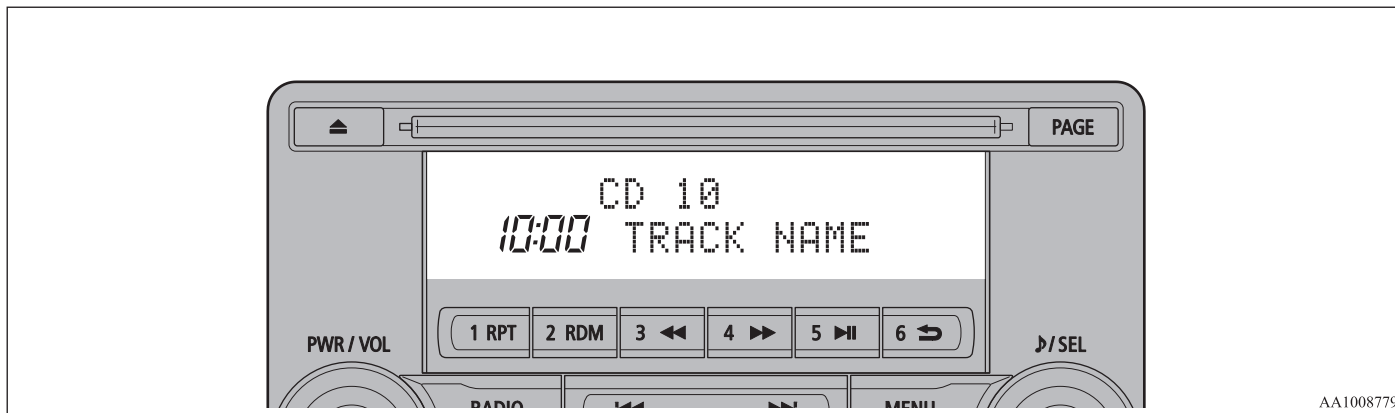 PAGE
CD 10
10:00 TRACK NAME
1 RPT 2 RDM 3 4 5 6
PWR / VOL
♪/ SEL
RADIO
MENU
AA1008779